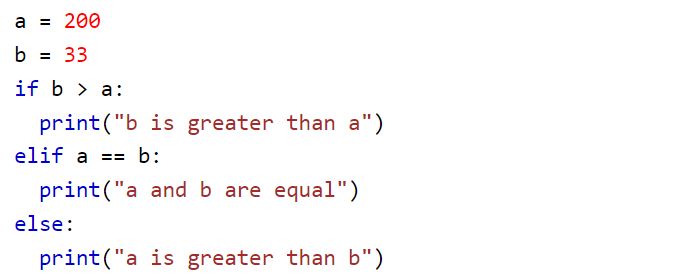 a = 200
b = 33
if b > a:
  print("b is greater than a")
elif a == b:
  print("a and b are equal")
else:
  print("a is greater than b")